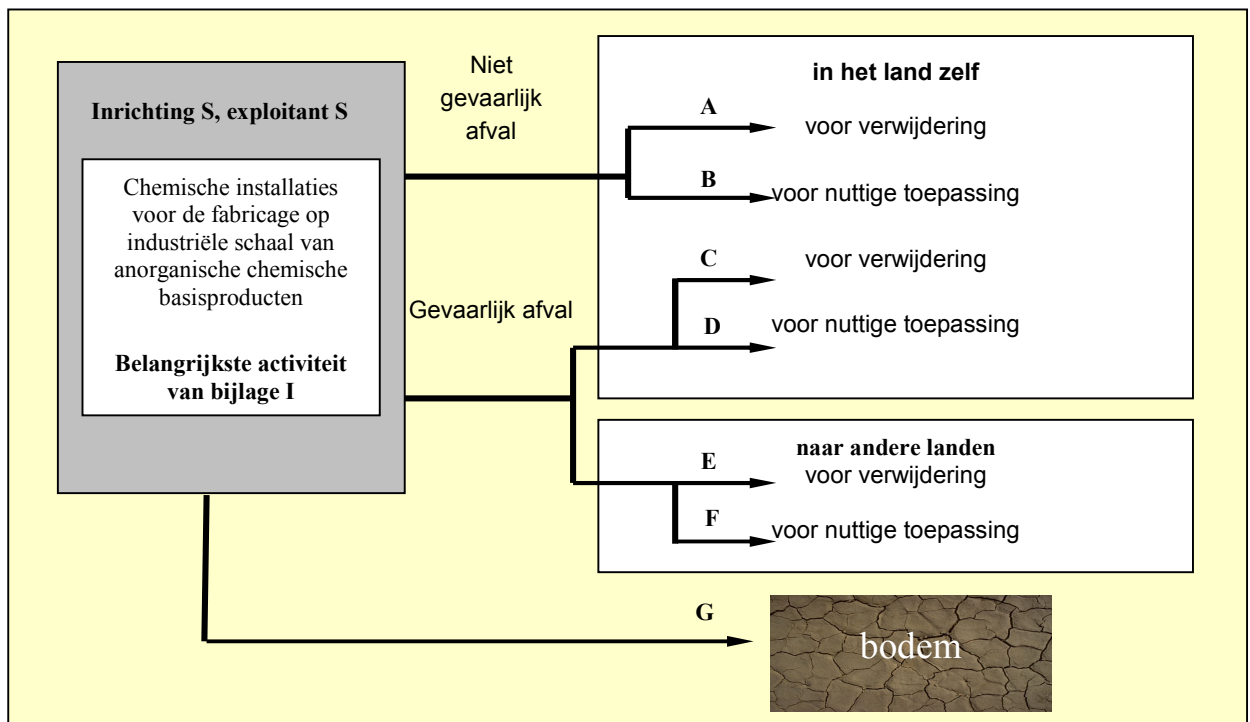 Inrichting S, exploitant S
Chemische installaties
voor de fabricage op
industriële schaal van
anorganische chemische
basisproducten
Belangrijkste activiteit
van bijlage I
Niet
gevaarlijk
afval
Gevaarlijk afval
in het land zelf
A
voor verwijdering
B
voor nuttige toepassing
C
voor verwijdering
D
voor nuttige toepassing
naar andere landen
E
voor verwijdering
F
voor nuttige toepassing
G
bodem